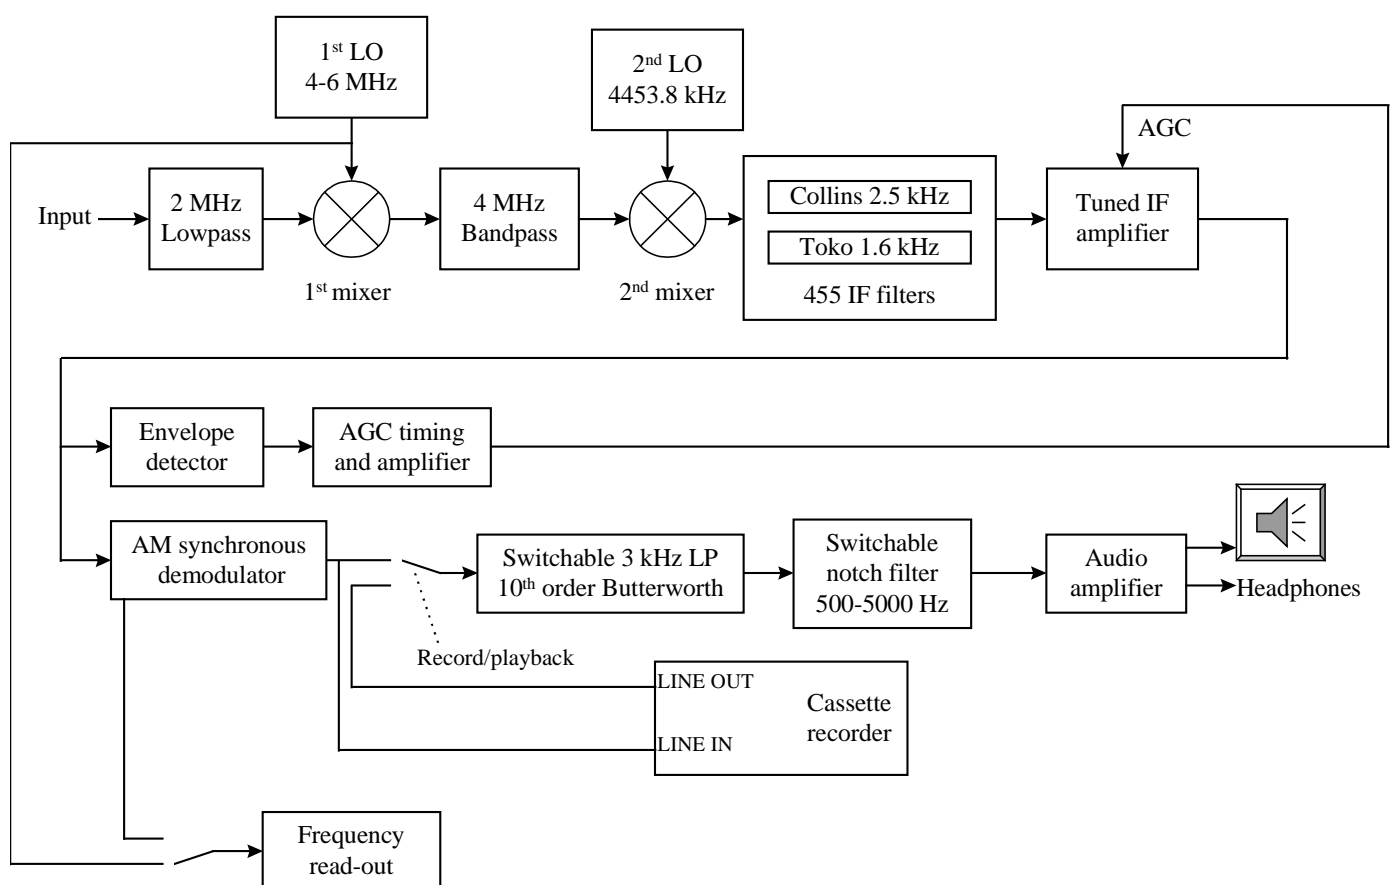 1st LO
4-6 MHz
2nd LO
4453.8 kHz
AGC
Input
2 MHz
Lowpass
4 MHz
Bandpass
Collins 2.5 kHz
Toko 1.6 kHz
455 IF filters
Tuned IF
amplifier
1st mixer
2nd mixer
Envelope
detector
AGC timing
and amplifier
AM synchronous
demodulator
Switchable 3 kHz LP
10th order Butterworth
Switchable
notch filter
500-5000 Hz
Audio
amplifier
Headphones
Record/playback
LINE OUT
Cassette
recorder
LINE IN
Frequency
read-out